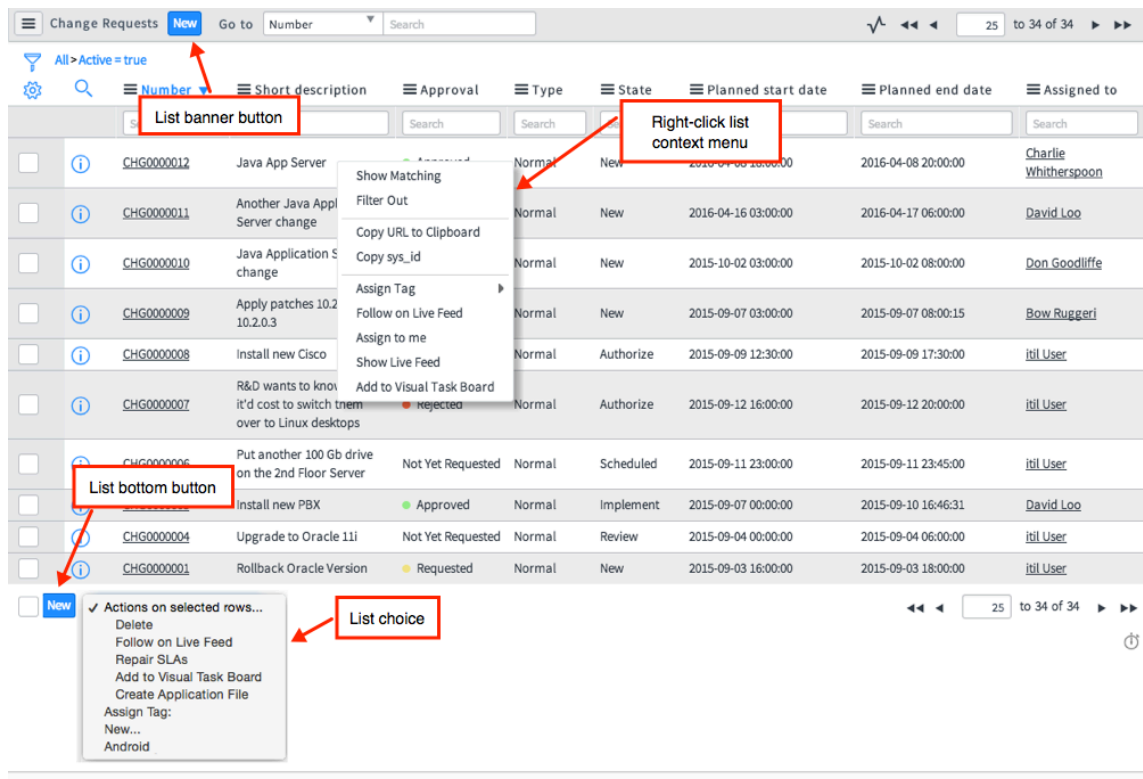 Change Requests New Go to Number Search 25 to 34 of 34
All > Active = true
Number Short description Approval Type State Planned start date Planned end date Assigned to
List banner button
Search Search Search Search
Right-click list
context menu
CHG0000012 Java App Server Approved Normal New 2016-04-08 18:00:00 2016-04-08 20:00:00 Charlie
Whitherspoon
CHG0000011 Another Java Appl Normal New 2016-04-16 03:00:00 2016-04-17 06:00:00 David Loo
Server change
CHG0000010 Java Application S Normal New 2015-10-02 03:00:00 2015-10-02 08:00:00 Don Goodliffe
change
CHG0000009 Apply patches 10.2 Normal New 2015-09-07 03:00:00 2015-09-07 08:00:15 Bow Ruggeri
10.2.0.3
CHG0000008 Install new Cisco Normal Authorize 2015-09-09 12:30:00 2015-09-09 17:30:00 itil User
R&D wants to know
CHG0000007 it'd cost to switch them Rejected Normal Authorize 2015-09-12 16:00:00 2015-09-12 20:00:00 itil User
over to Linux desktops
Show Matching
Filter Out
Copy URL to Clipboard
Copy sys_id
Assign Tag
Follow on Live Feed
Assign to me
Show Live Feed
Add to Visual Task Board
CHG0000006 Put another 100 Gb drive Not Yet Requested Normal Scheduled 2015-09-11 23:00:00 2015-09-11 23:45:00 itil User
on the 2nd Floor Server
List bottom button
Install new PBX Approved Normal Implement 2015-09-07 00:00:00 2015-09-10 16:46:31 David Loo
CHG0000004 Upgrade to Oracle 11i Not Yet Requested Normal Review 2015-09-04 00:00:00 2015-09-04 06:00:00 itil User
CHG0000001 Rollback Oracle Version Requested Normal New 2015-09-03 16:00:00 2015-09-03 18:00:00 itil User
New 25 to 34 of 34
✓ Actions on selected rows...
Delete
Follow on Live Feed
Repair SLAs
Add to Visual Task Board
Create Application File
Assign Tag:
New...
Android
List choice